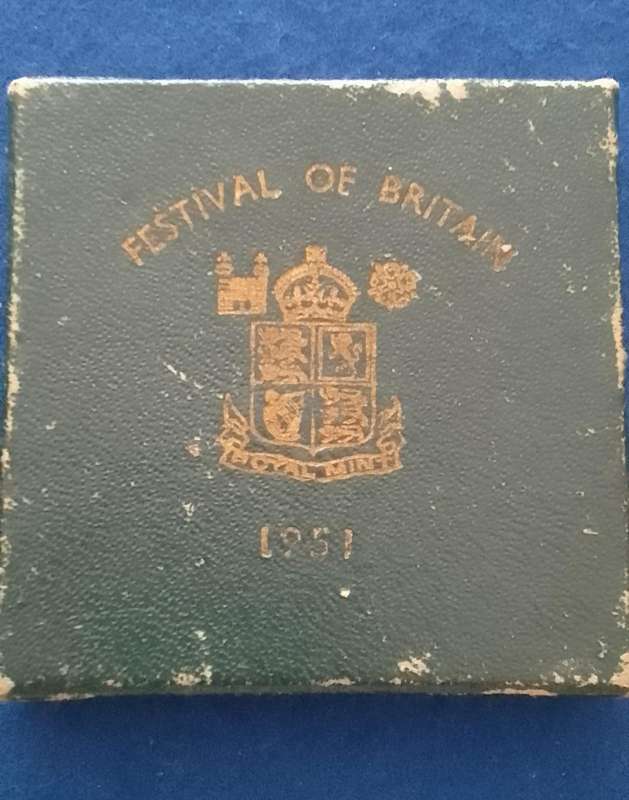 FESTIVAL OF BRITAIN
ROYAL MINT
1951